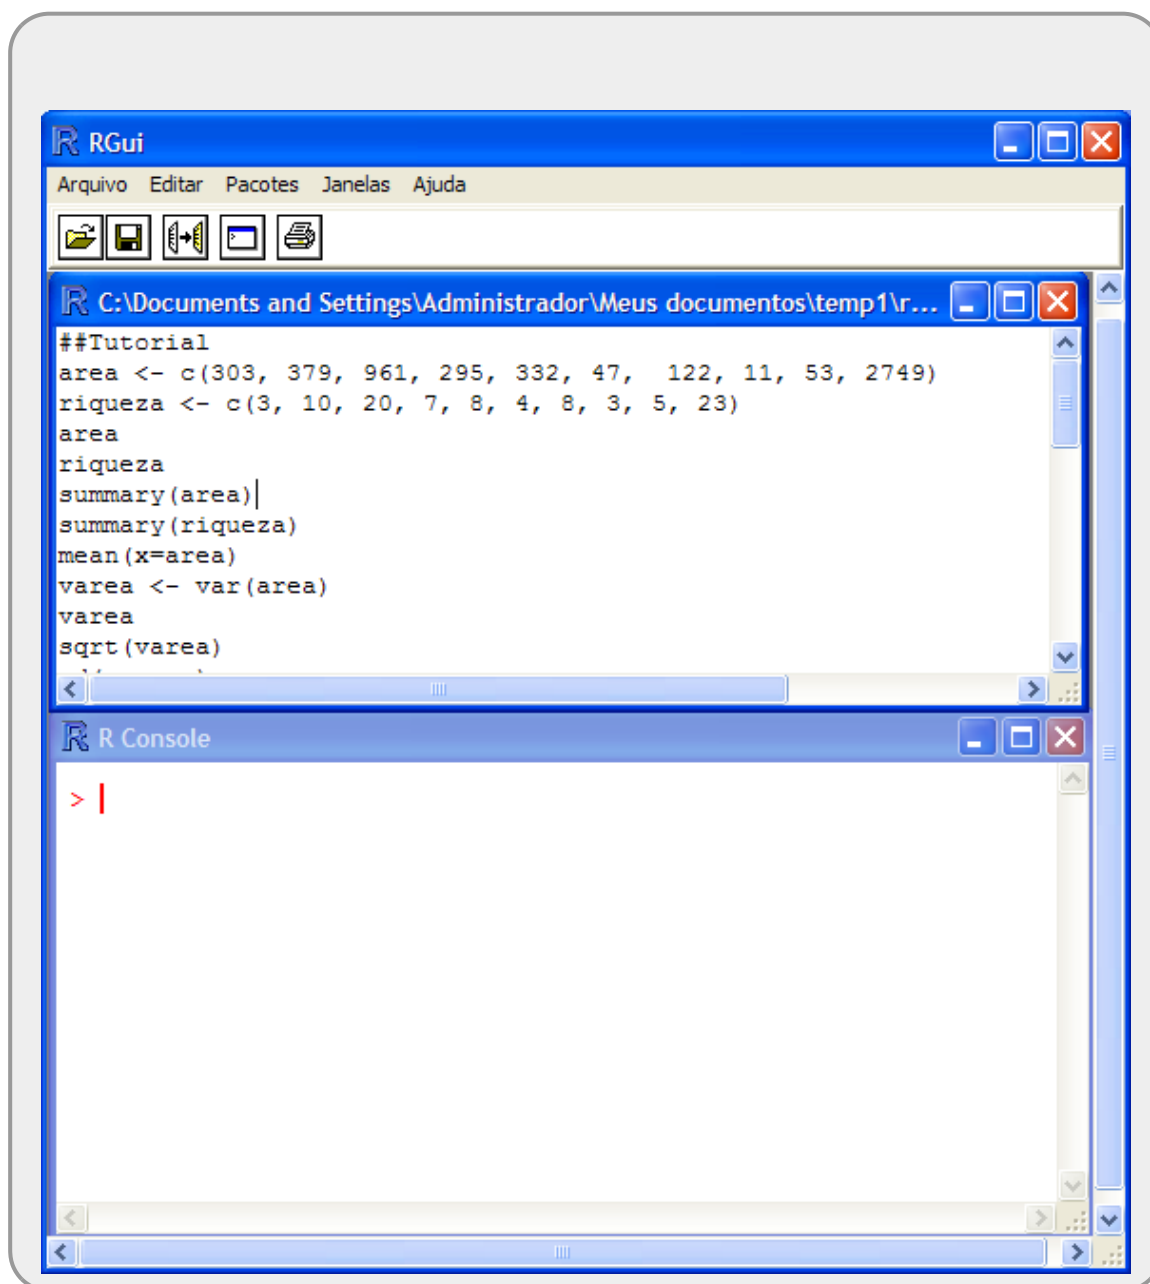 RGui
Arquivo Editar Pacotes Janelas Ajuda
C:\Documents and Settings\Administrador\Meus documentos\temp1\r...
##Tutorial
area <- c(303, 379, 961, 295, 332, 47,  122, 11, 53, 2749)
riqueza <- c(3, 10, 20, 7, 8, 4, 8, 3, 5, 23)
area
riqueza
summary(area)
summary(riqueza)
mean(x=area)
varea <- var(area)
varea
sqrt(varea)
R Console
>